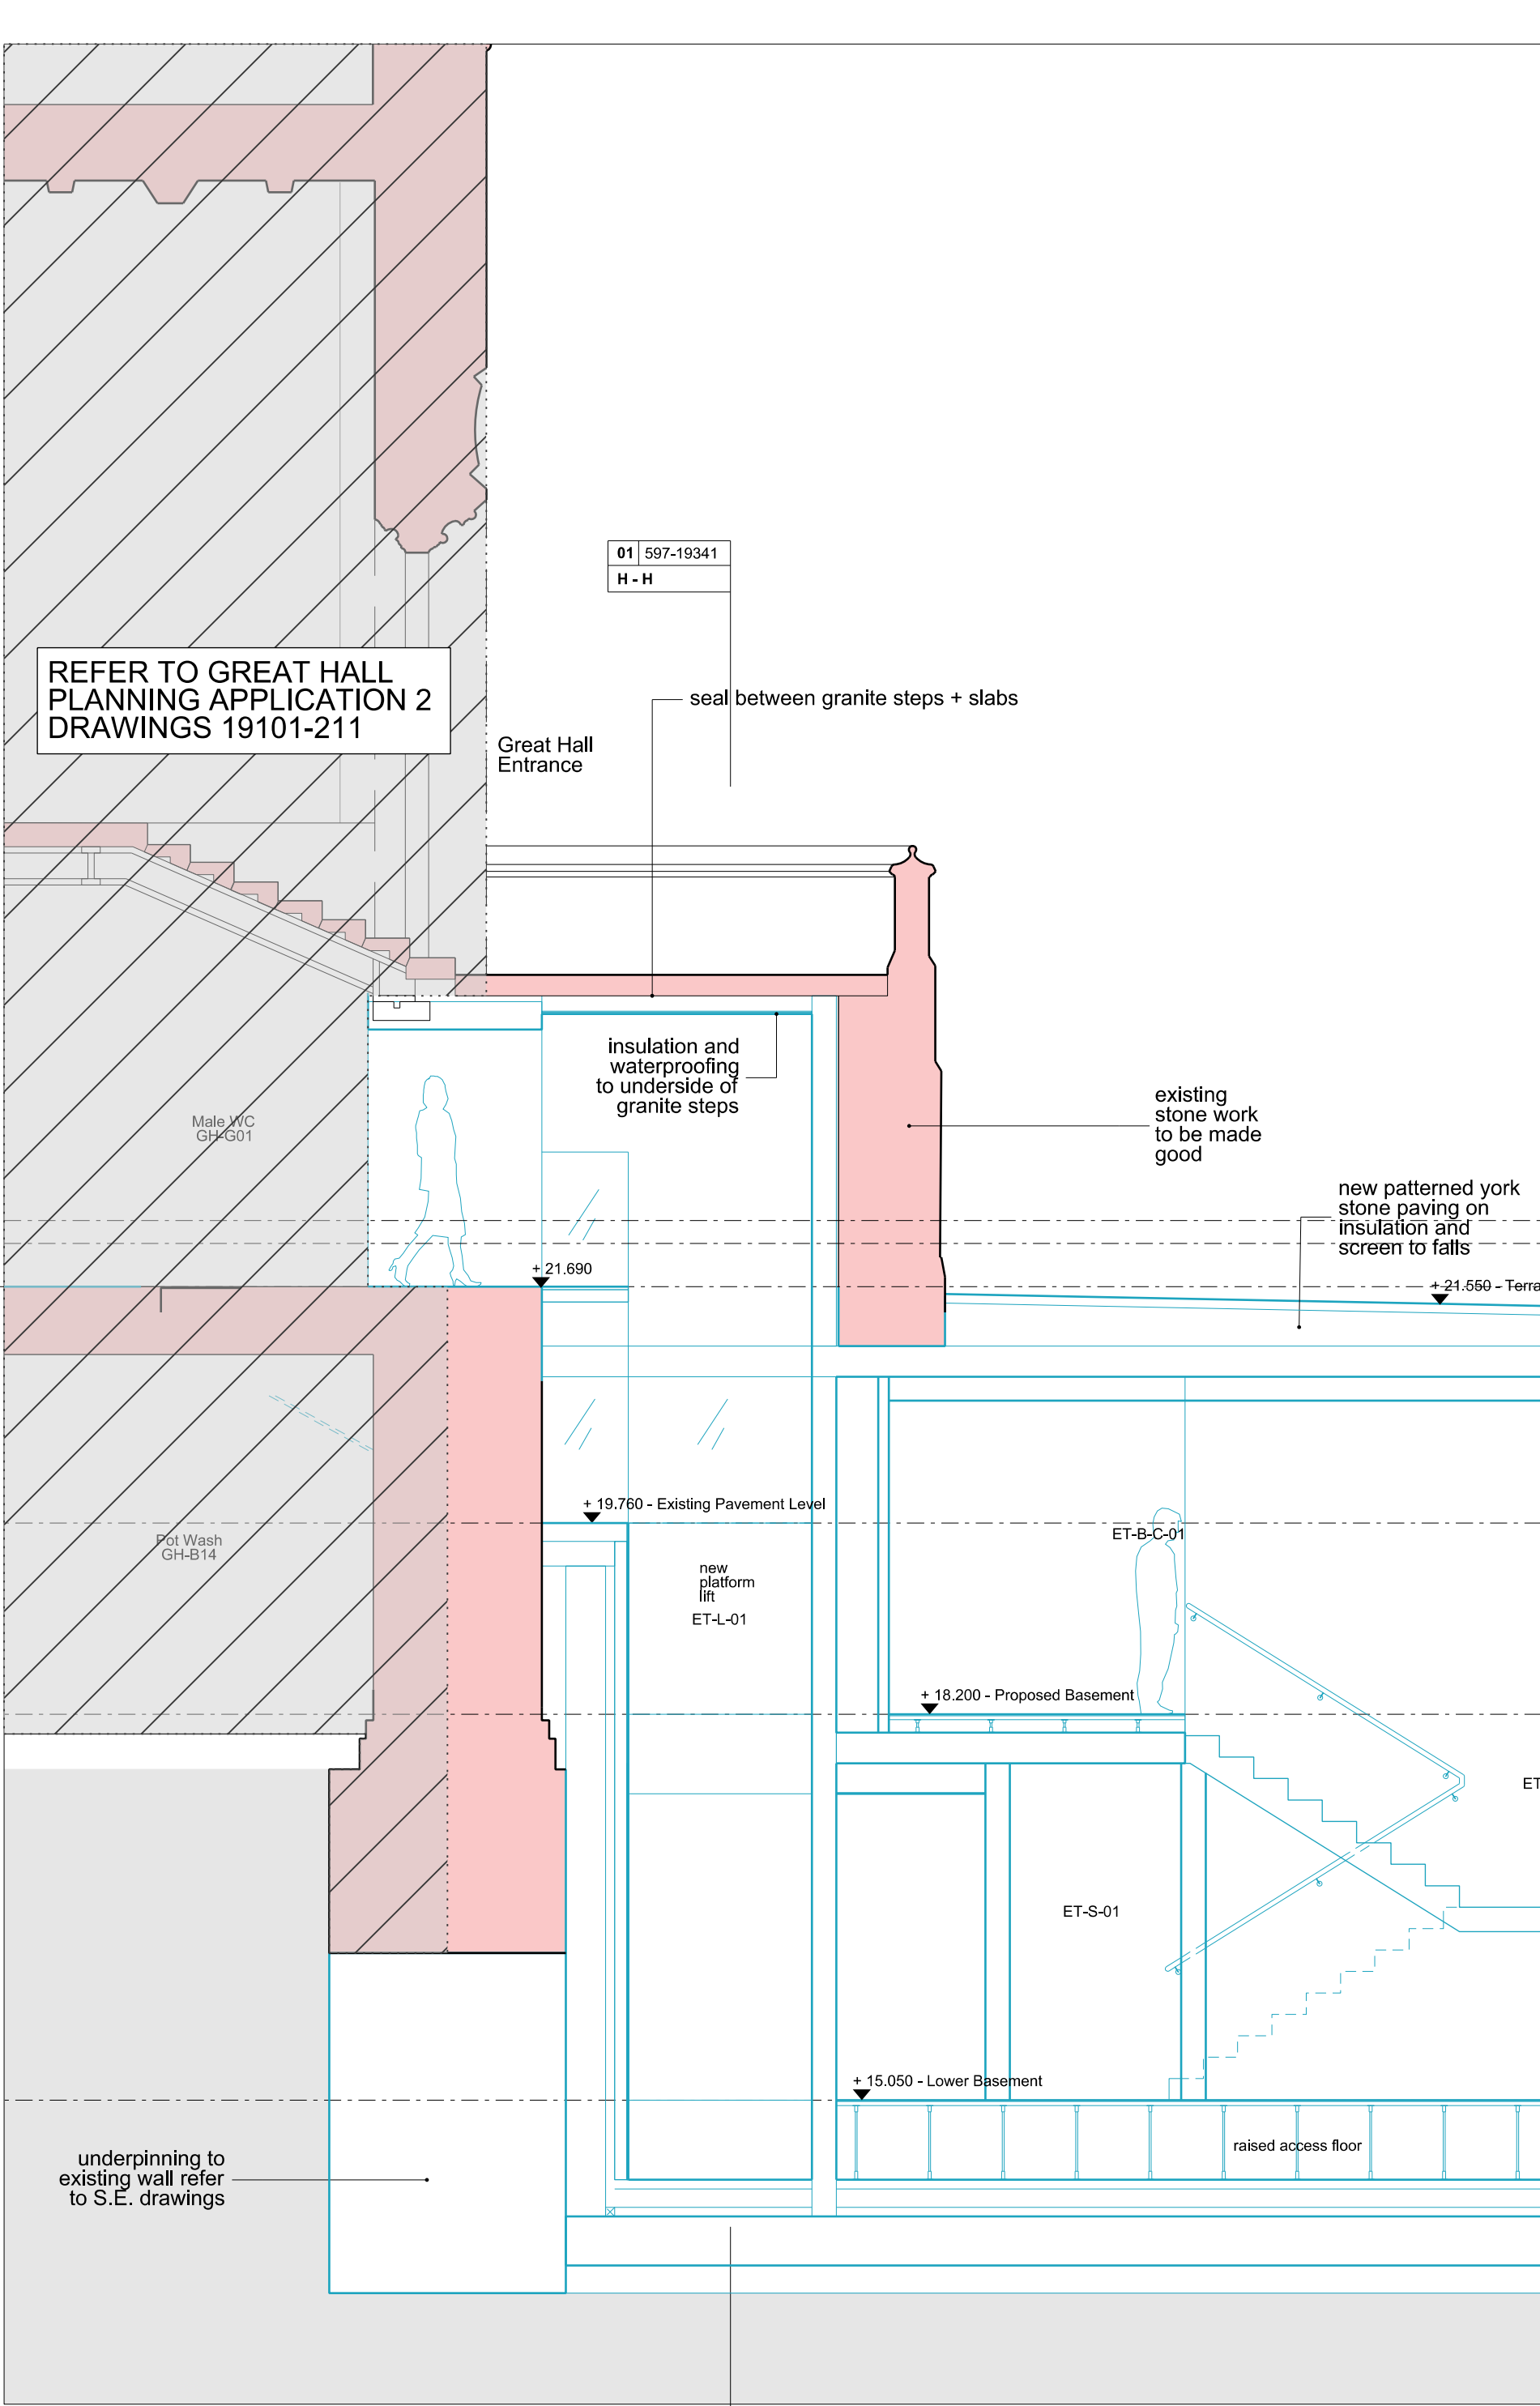 01 597-19341
H - H
REFER TO GREAT HALL
PLANNING APPLICATION 2
DRAWINGS 19101-211
seal between granite steps + slabs
Great Hall
Entrance
insulation and
waterproofing
to underside of
granite steps
existing
stone work
to be made
good
Male WC
GH-G01
new patterned york
stone paving on
insulation and
screen to falls
+ 21.690
+ 21.550 - Terra
+ 19.760 - Existing Pavement Level
Pot Wash
GH-B14
ET-B-C-01
new
platform
lift
ET-L-01
+ 18.200 - Proposed Basement
ET
ET-S-01
+ 15.050 - Lower Basement
raised access floor
underpinning to
existing wall refer
to S.E. drawings